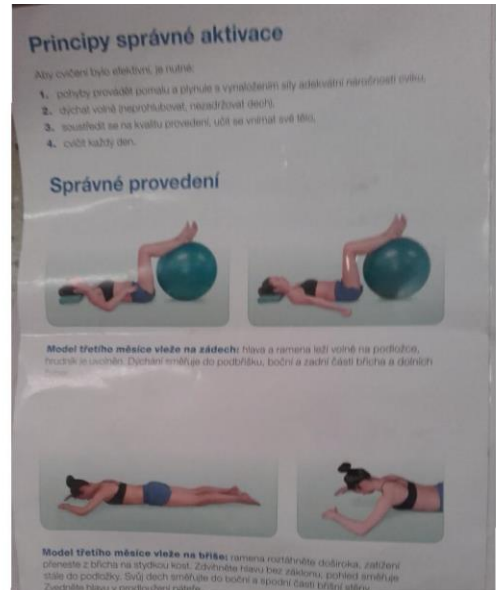 Principy správné aktivace
Aby cvičení bylo efektivní, je nutné:
1. pohyby provádět pomalu a plynule s vynaložením síly adekvátní náročnosti cviku,
2. dýchat volně (neprohlubovat, nezadržovat dech),
3. soustředit se na kvalitu provedení, učit se vnímat své tělo,
4. cvičit každý den.
Správné provedení
Model třetího měsíce vleže na zádech: hlava a ramena leží volně na podložce,
hrudník je uvolněn. Dýchání směřuje do podbřišku, boční a zadní části břicha a dolních
Model třetího měsíce vleže na břiše: ramena roztáhněte doširoka, zatížení
přeneste z břicha na stydkou kost. Zdvihněte hlavu bez záklonu, pohled směřuje
stále do podložky. Svůj dech směřujte do boční a spodní části břišní stěny.
Zvedněte hlavu v prodloužení páteře.